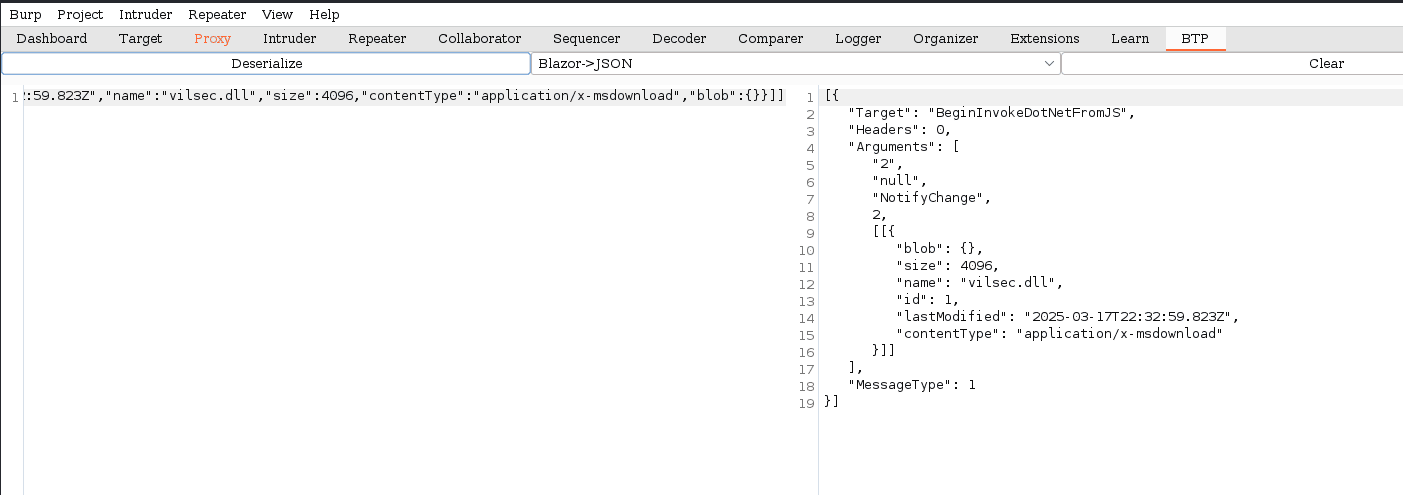 Burp Project Intruder Repeater View Help
Dashboard Target Proxy Intruder Repeater Collaborator Sequencer Decoder Comparer Logger Organizer Extensions Learn BTP
Deserialize Blazor->JSON Clear
1 :59.823Z","name":"vilsec.dll","size":4096,"contentType":"application/x-msdownload","blob":{}}]]
1 [{
2 "Target": "BeginInvokeDotNetFromJS",
3 "Headers": 0,
4 "Arguments": [
5 "2",
6 "null",
7 "NotifyChange",
8 2,
9 [[{
10 "blob": {},
11 "size": 4096,
12 "name": "vilsec.dll",
13 "id": 1,
14 "lastModified": "2025-03-17T22:32:59.823Z",
15 "contentType": "application/x-msdownload"
16 }]]
17 ],
18 "MessageType": 1
19 }]